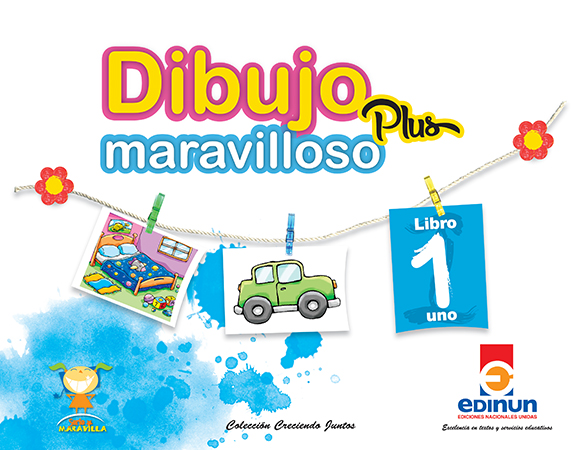 Dibujo
Plus
maravilloso
Libro
1
uno
MARAVILLA
Colección Creciendo Juntos
edinun
EDICIONES NACIONALES UNIDAS
Excelencia en textos y servicios educativos